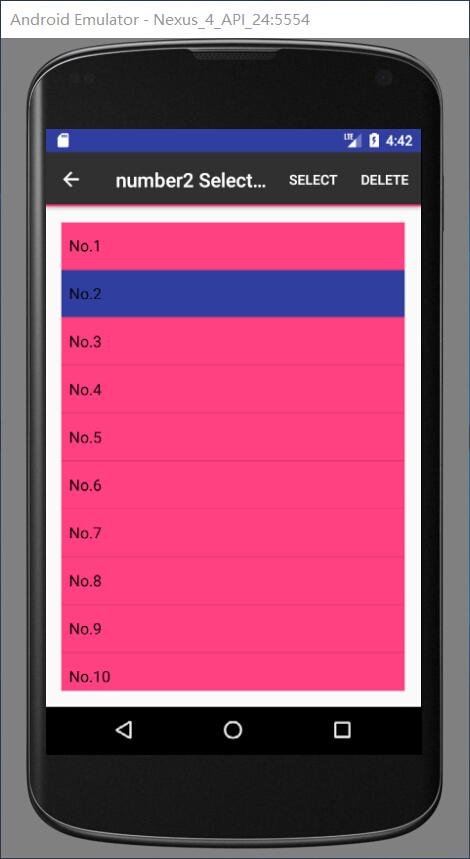 Android Emulator - Nexus_4_API_24:5554
LTE 4:42
number2 Select... SELECT DELETE
No.1
No.2
No.3
No.4
No.5
No.6
No.7
No.8
No.9
No.10